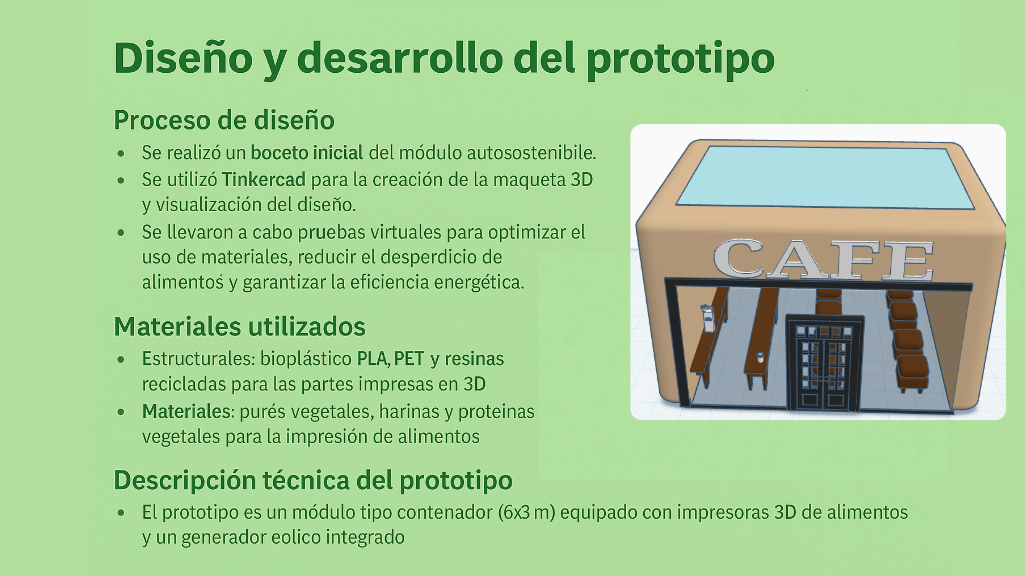 Diseño y desarrollo del prototipo
Proceso de diseño
• Se realizó un boceto inicial del módulo autosostenibile.
• Se utilizó Tinkercad para la creación de la maqueta 3D
y visualización del diseño.
• Se llevaron a cabo pruebas virtuales para optimizar el
uso de materiales, reducir el desperdicio de
alimentos y garantizar la eficiencia energética.
CAFE
Materiales utilizados
• Estructurales: bioplástico PLA, PET y resinas
recicladas para las partes impresas en 3D
• Materiales: purés vegetales, harinas y proteinas
vegetales para la impresión de alimentos
Descripción técnica del prototipo
• El prototipo es un módulo tipo contenador (6x3 m) equipado con impresoras 3D de alimentos
y un generador eolico integrado